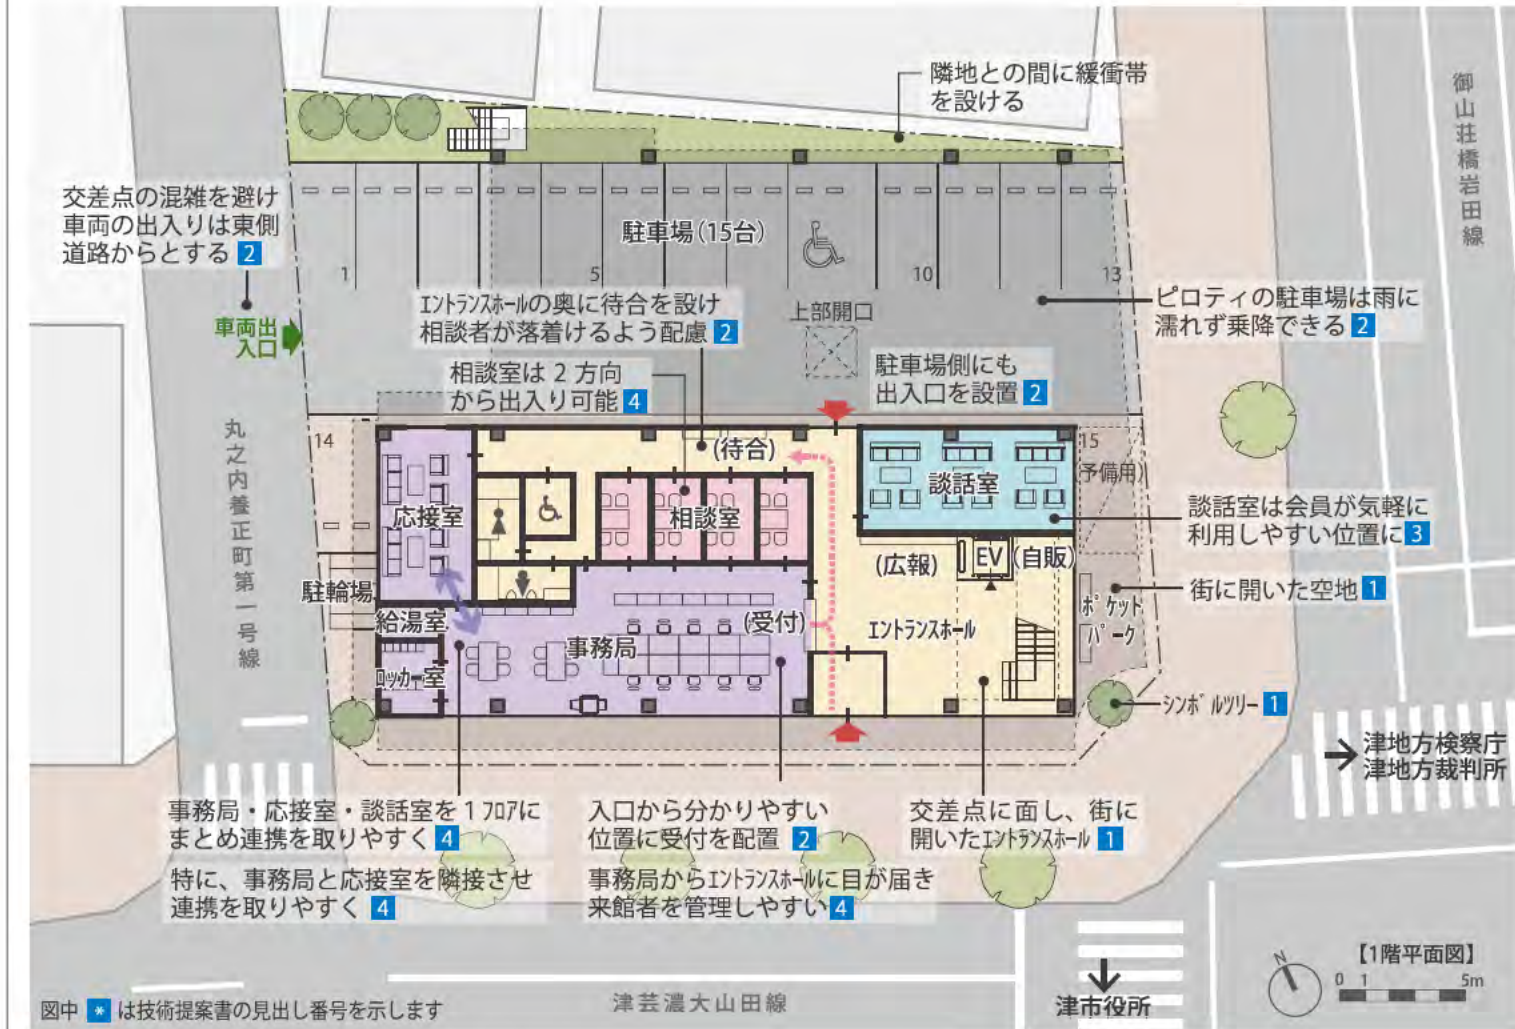 隣地との間に緩衝帯
を設ける
御山荘橋岩田線
交差点の混雑を避け
車両の出入りは東側
道路からとする 2
駐車場(15台)
1
5
10
13
車両出
入口
エントランスホールの奥に待合を設け
相談者が落着けるよう配慮 2
上部開口
ピロティの駐車場は雨に
濡れず乗降できる 2
相談室は 2 方向
から出入り可能 4
駐車場側にも
出入口を設置 2
丸之内養正町第一号線
14
15
(予備用)
(待合)
談話室
応接室
相談室
談話室は会員が気軽に
利用しやすい位置に 3
(広報)
EV
(自販)
街に開いた空地 1
駐輪場
給湯室
ポケット
パーク
(受付)
エントランスホール
事務局
ロッカー室
シンボルツリー 1
津地方検察庁
津地方裁判所
事務局・応接室・談話室を 1 フロアに
まとめ連携を取りやすく 4
特に、事務局と応接室を隣接させ
連携を取りやすく 4
入口から分かりやすい
位置に受付を配置 2
事務局からエントランスホールに目が届き
来館者を管理しやすい 4
交差点に面し、街に
開いたエントランスホール 1
図中 * は技術提案書の見出し番号を示します
津芸濃大山田線
津市役所
N
【1階平面図】
0 1 5m